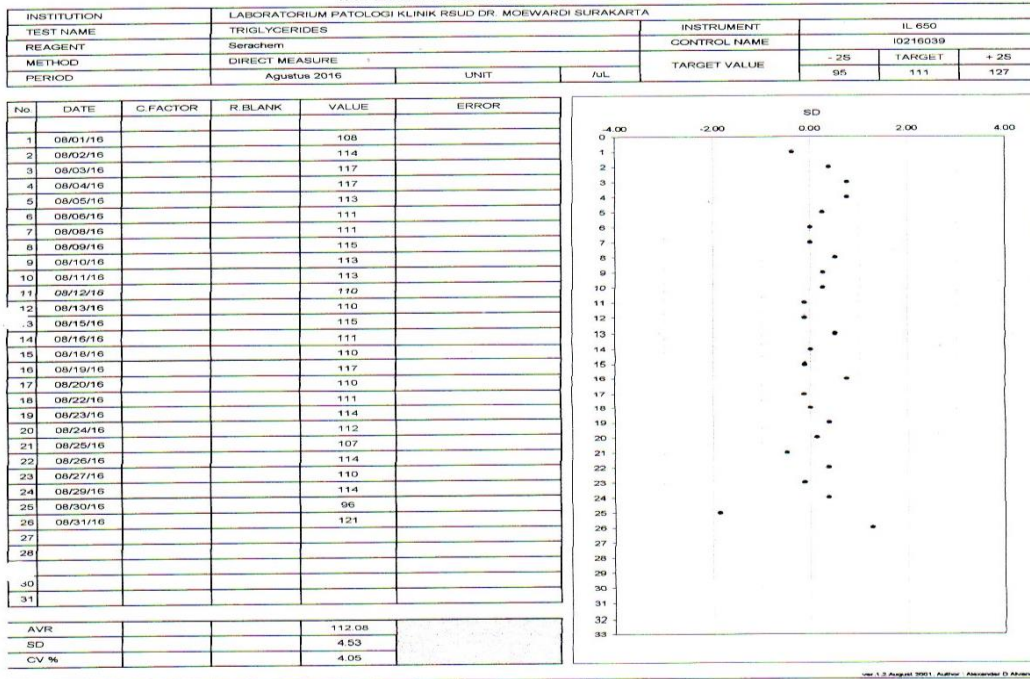 INSTITUTION LABORATORIUM PATOLOGI KLINIK RSUD DR. MOEWARDI SURAKARTA
TEST NAME TRIGLYCERIDES INSTRUMENT IL 650
REAGENT Serachem CONTROL NAME I0216039
METHOD DIRECT MEASURE TARGET VALUE - 2S TARGET + 2S
PERIOD Agustus 2016 UNIT /uL 95 111 127
No. DATE C.FACTOR R.BLANK VALUE ERROR
1 08/01/16 108
2 08/02/16 114
3 08/03/16 117
4 08/04/16 117
5 08/05/16 113
6 08/06/16 111
7 08/08/16 111
8 08/09/16 115
9 08/10/16 113
10 08/11/16 113
11 08/12/16 110
12 08/13/16 110
.3 08/15/16 115
14 08/16/16 111
15 08/18/16 110
16 08/19/16 117
17 08/20/16 110
18 08/22/16 111
19 08/23/16 114
20 08/24/16 112
21 08/25/16 107
22 08/26/16 114
23 08/27/16 110
24 08/29/16 114
25 08/30/16 96
26 08/31/16 121
27
28
30
31
AVR 112.08
SD 4.53
CV % 4.05
SD
-4.00 -2.00 0.00 2.00 4.00
0
1
2
3
4
5
6
7
8
9
10
11
12
13
14
15
16
17
18
19
20
21
22
23
24
25
26
27
28
29
30
31
32
33
ver 1.2 August 2001, Author : Alexander D